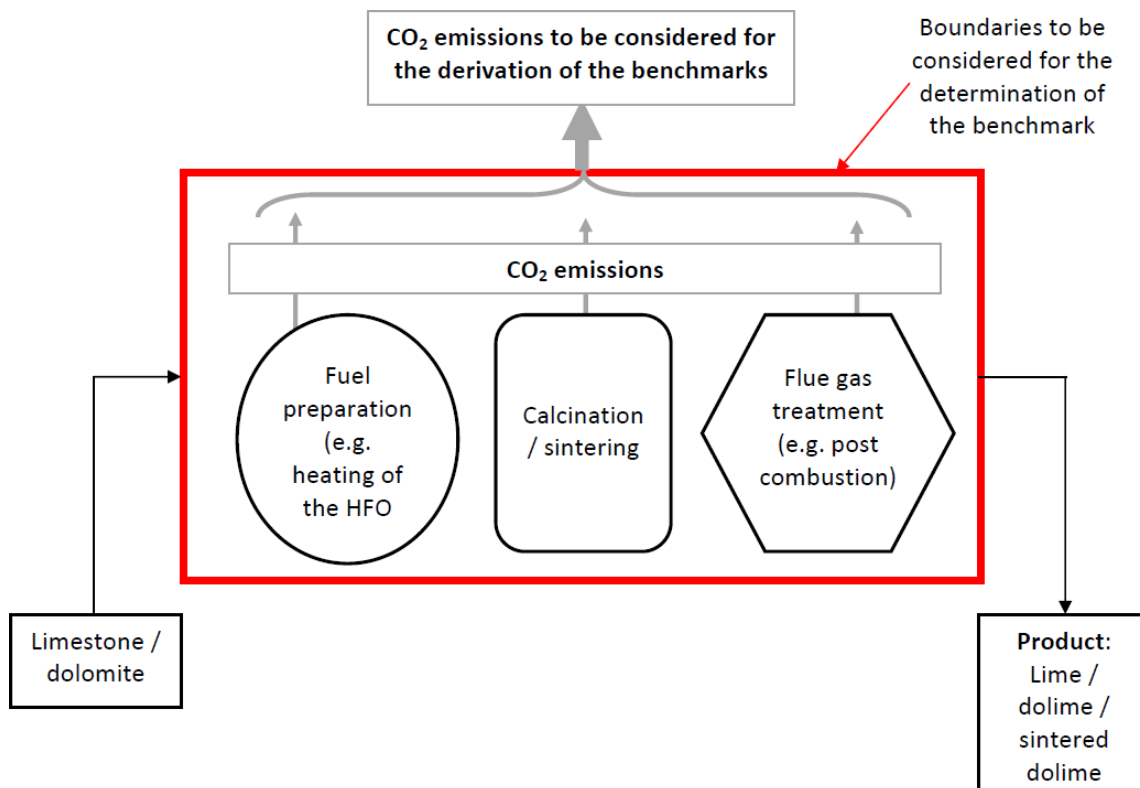 CO₂ emissions to be considered for
the derivation of the benchmarks
Boundaries to be
considered for the
determination of
the benchmark
CO₂ emissions
Fuel
preparation
(e.g.
heating of
the HFO
Calcination
/ sintering
Flue gas
treatment
(e.g. post
combustion)
Limestone /
dolomite
Product:
Lime /
dolime /
sintered
dolime